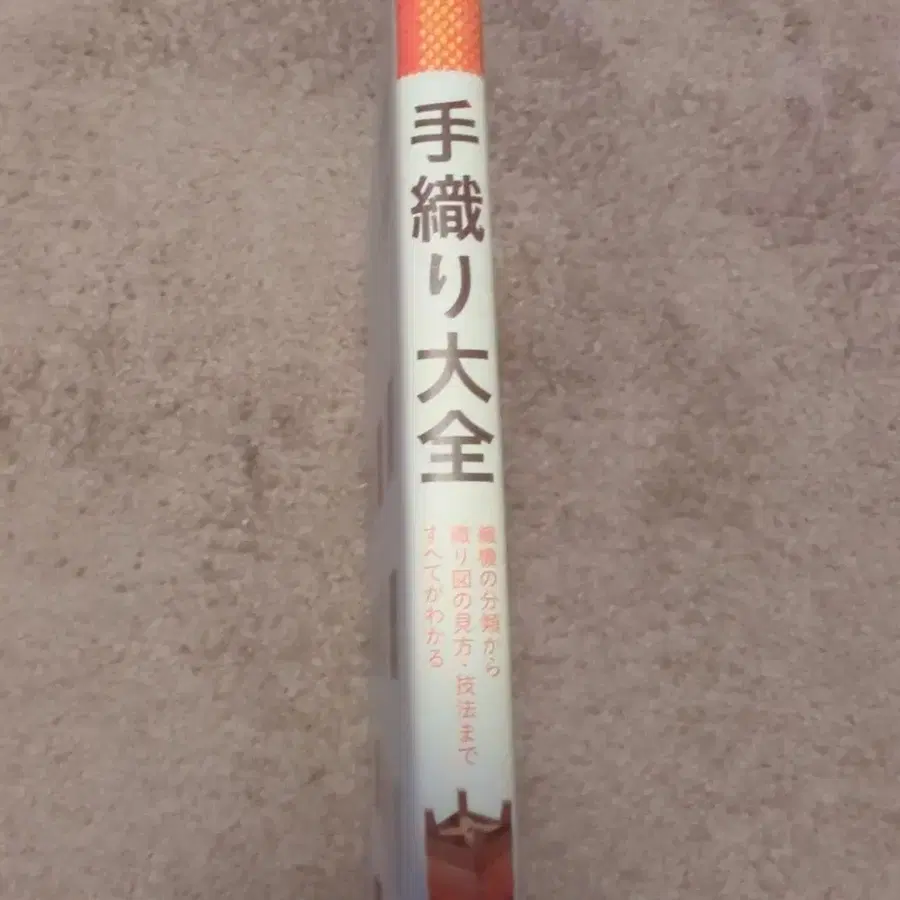 手織り大全
織機の分類から
織り図の見方・技法まで
すべてがわかる